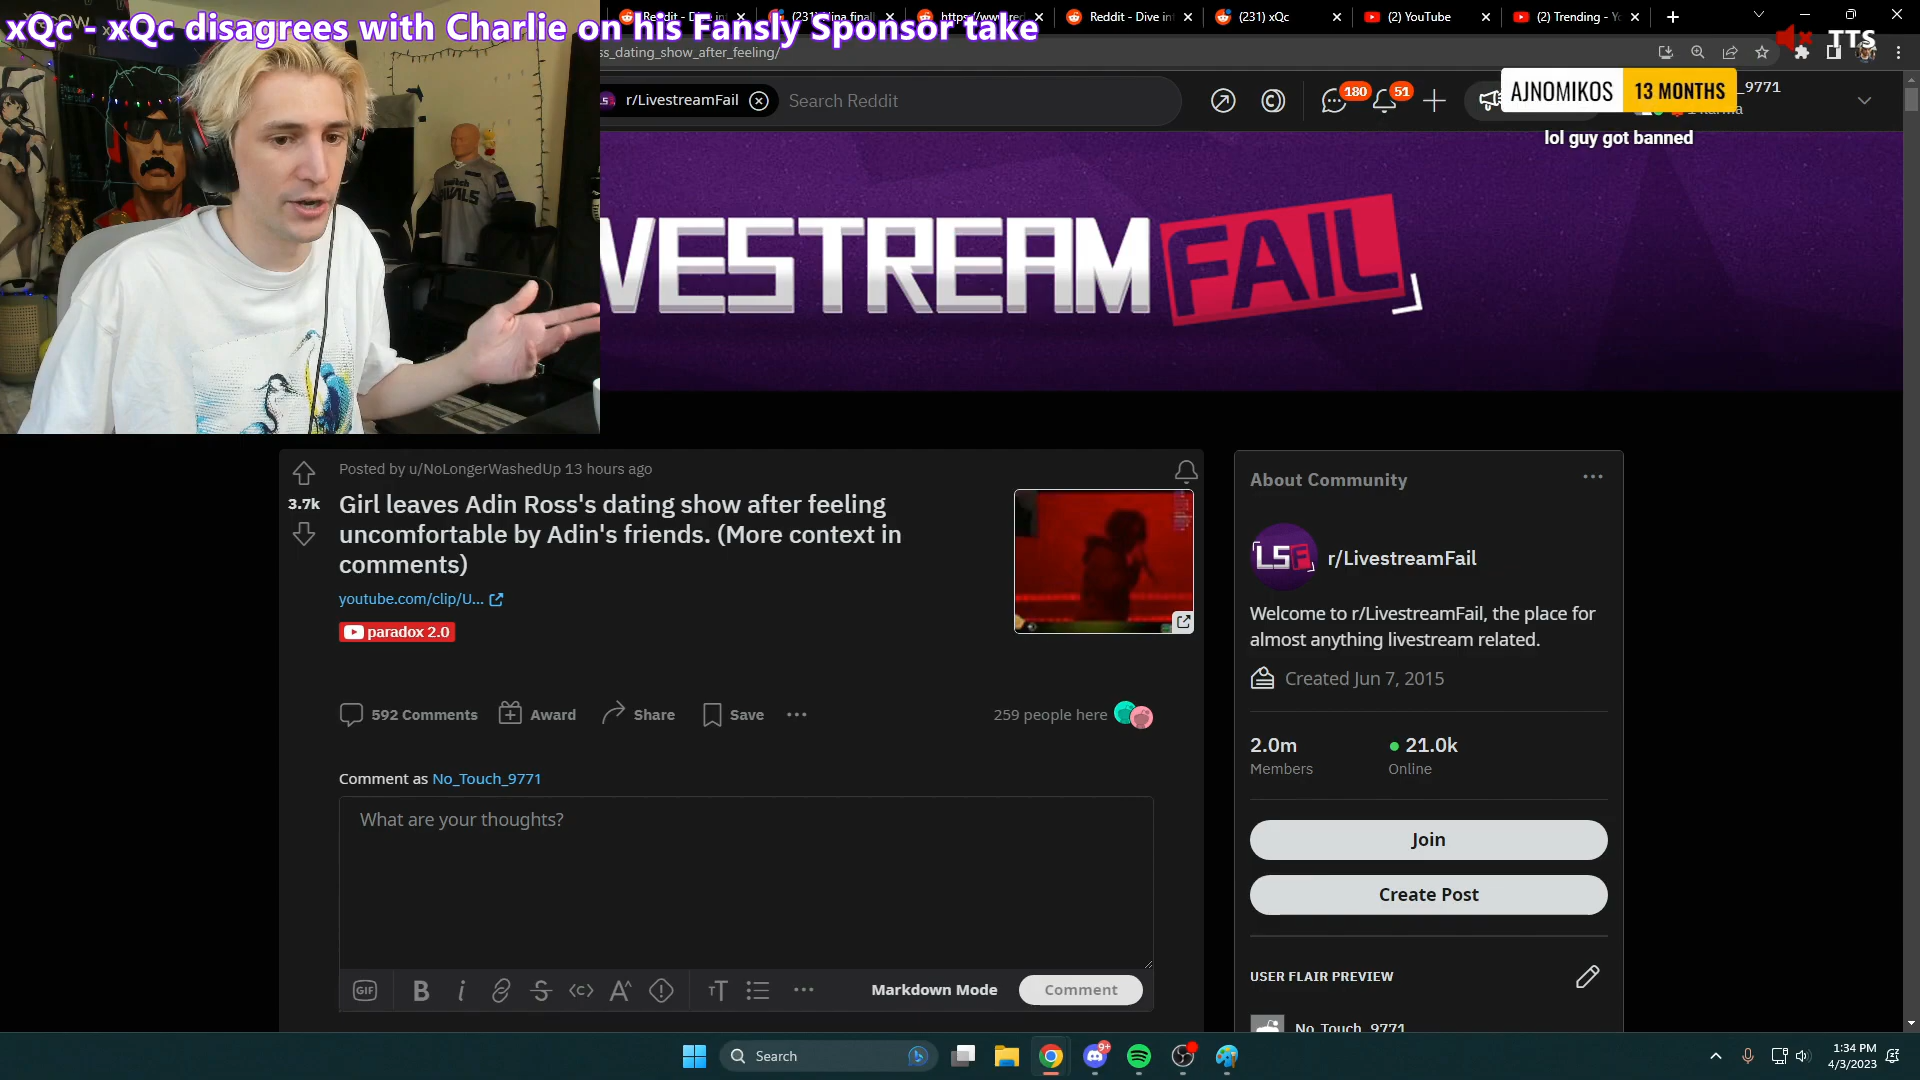 xQc - xQc disagrees with Charlie on his Fansly Sponsor take
(2) YouTube
(2) Trending - Y
(231) xQc
Reddit - Dive int
TTS
ss_dating_show_after_feeling/
r/LivestreamFail
Search Reddit
180
51
AJNOMIKOS
13 MONTHS
_9771
lol guy got banned
VESTREAM
FAIL
Posted by u/NoLongerWashedUp 13 hours ago
3.7k
Girl leaves Adin Ross's dating show after feeling
uncomfortable by Adin's friends. (More context in
comments)
youtube.com/clip/U...
paradox 2.0
592 Comments
Award
Share
Save
259 people here
Comment as No_Touch_9771
What are your thoughts?
GIF
Markdown Mode
Comment
About Community
LSF
r/LivestreamFail
Welcome to r/LivestreamFail, the place for
almost anything livestream related.
Created Jun 7, 2015
2.0m
21.0k
Members
Online
Join
Create Post
USER FLAIR PREVIEW
No_Touch_9771
Search
9+
1:34 PM
4/3/2023